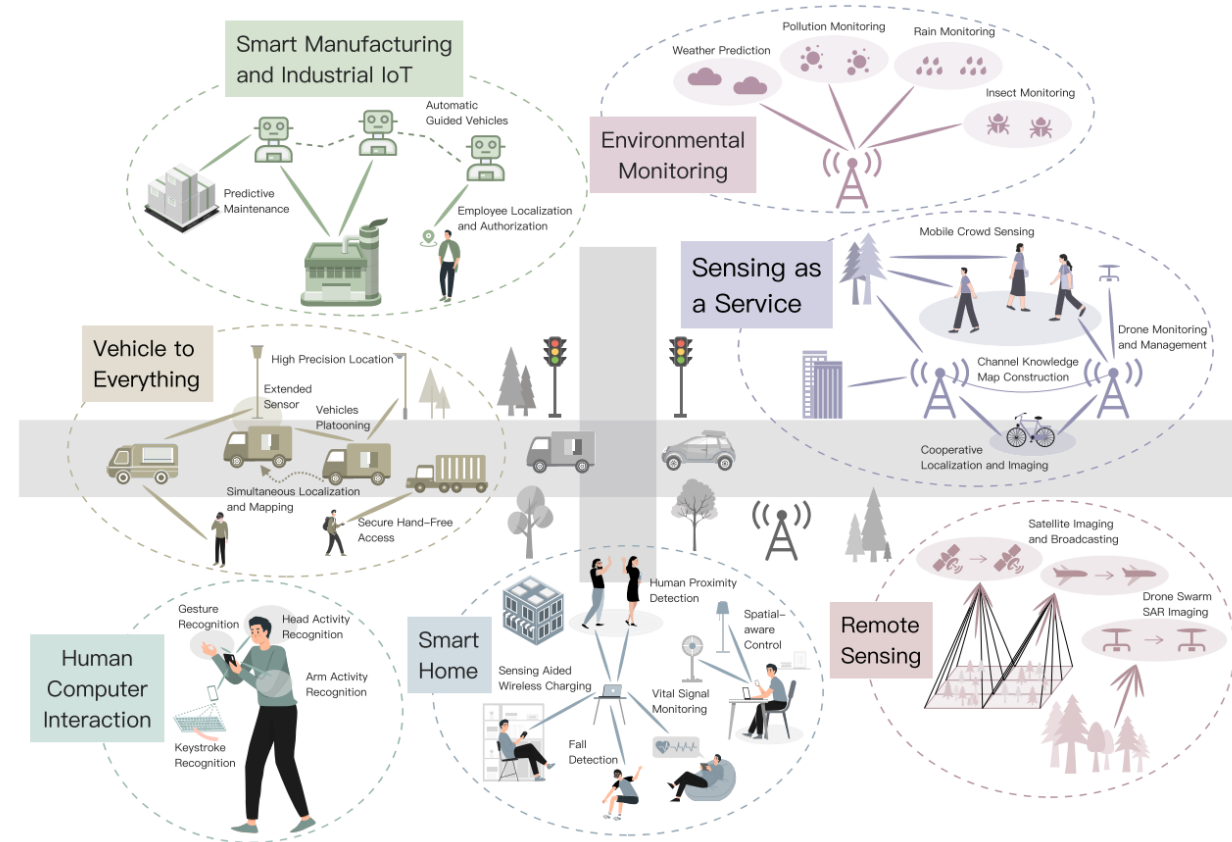 Smart Manufacturing
and Industrial IoT
Automatic
Guided Vehicles
Predictive
Maintenance
Employee Localization
and Authorization
Environmental
Monitoring
Weather Prediction
Pollution Monitoring
Rain Monitoring
Insect Monitoring
Sensing as
a Service
Mobile Crowd Sensing
Drone Monitoring
and Management
Channel Knowledge
Map Construction
Cooperative
Localization and Imaging
Vehicle to
Everything
High Precision Location
Extended
Sensor
Vehicles
Platooning
Simultaneous Localization
and Mapping
Secure Hand-Free
Access
Human
Computer
Interaction
Gesture
Recognition
Head Activity
Recognition
Arm Activity
Recognition
Keystroke
Recognition
Smart
Home
Human Proximity
Detection
Spatial-
aware
Control
Sensing Aided
Wireless Charging
Vital Signal
Monitoring
Fall
Detection
Remote
Sensing
Satellite Imaging
and Broadcasting
Drone Swarm
SAR Imaging